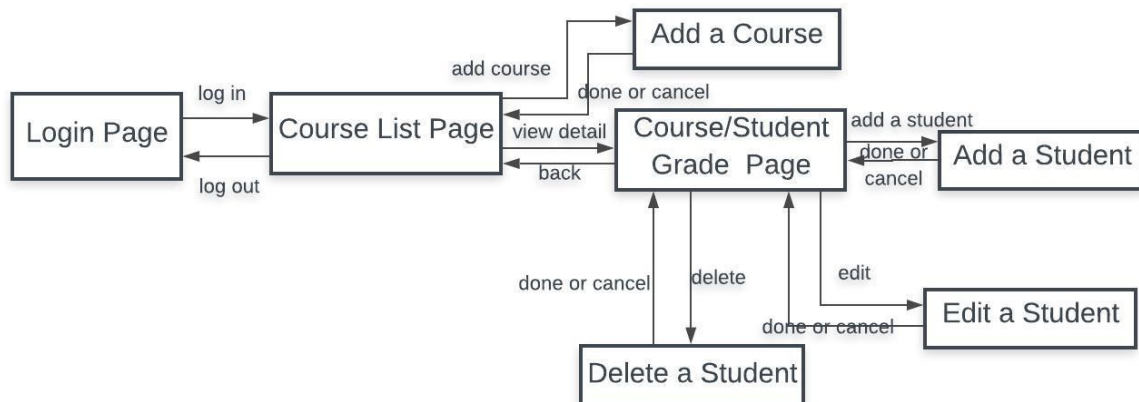 Add a Course
add course
log in
done or cancel
Login Page
Course List Page
view detail
Course/Student
Grade Page
add a student
done or
cancel
Add a Student
back
log out
done or cancel
delete
edit
Edit a Student
done or cancel
Delete a Student